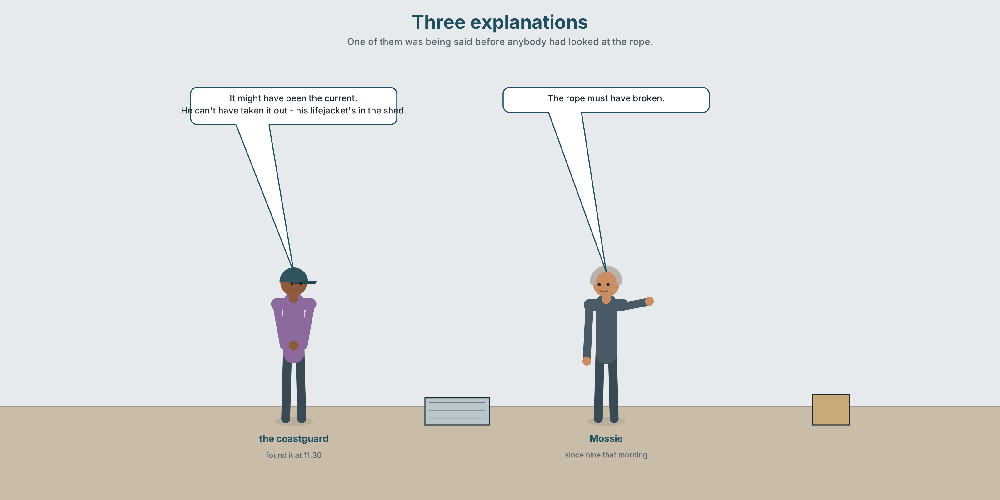 Three explanations
One of them was being said before anybody had looked at the rope.
It might have been the current.
He can't have taken it out - his lifejacket's in the shed.
The rope must have broken.
the coastguard
found it at 11.30
Mossie
since nine that morning